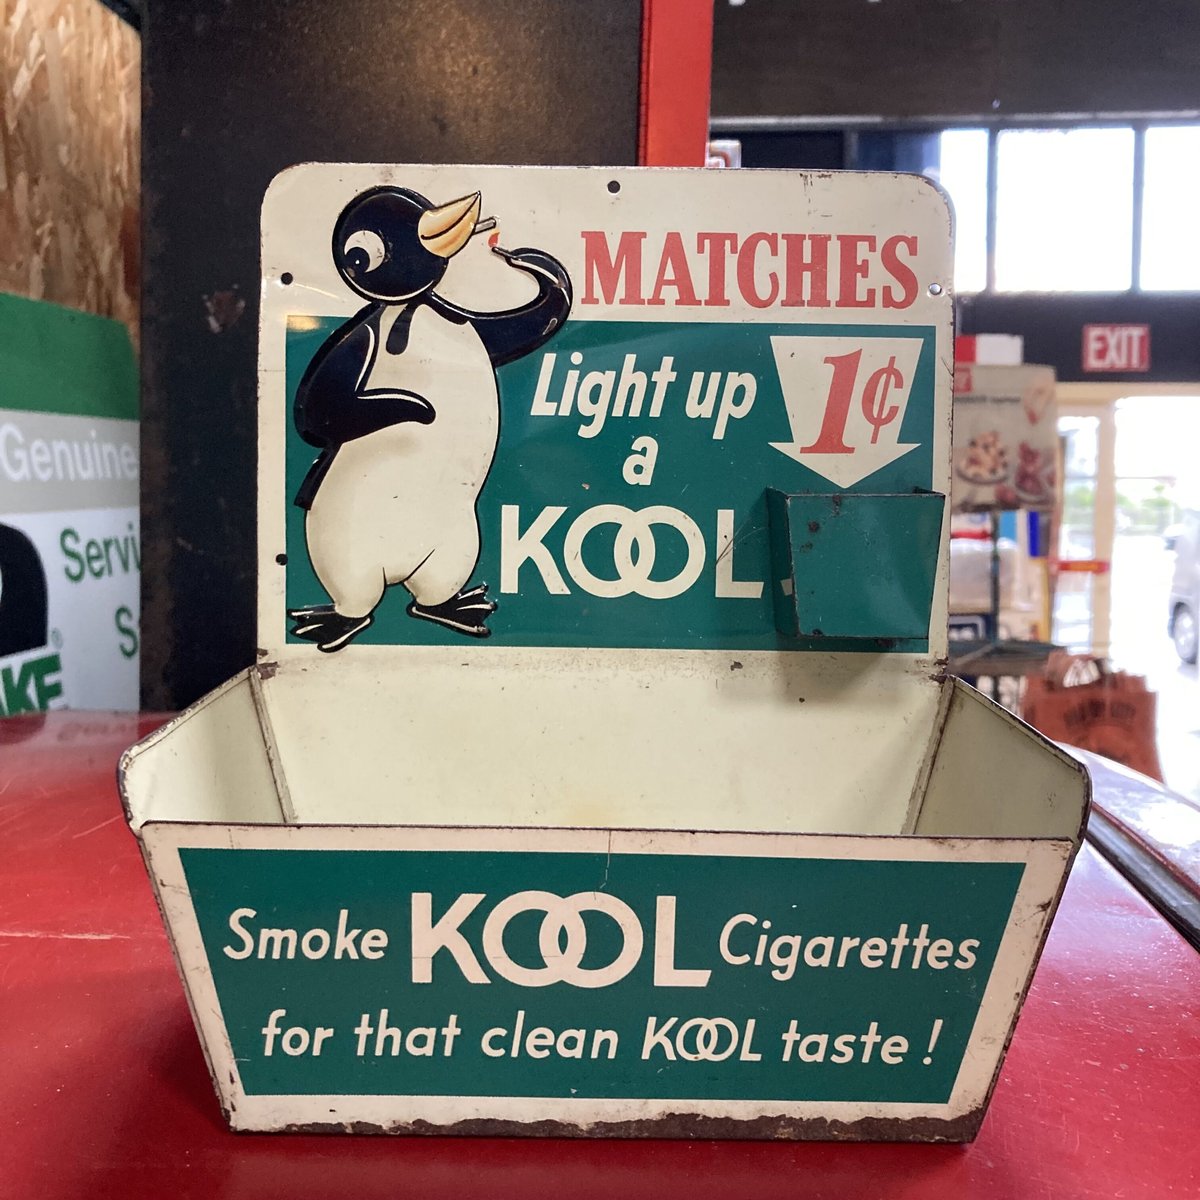 MATCHES
Light up
a
KOOL.
1¢
Smoke KOOL Cigarettes
for that clean KOOL taste!
EXIT
Genuine